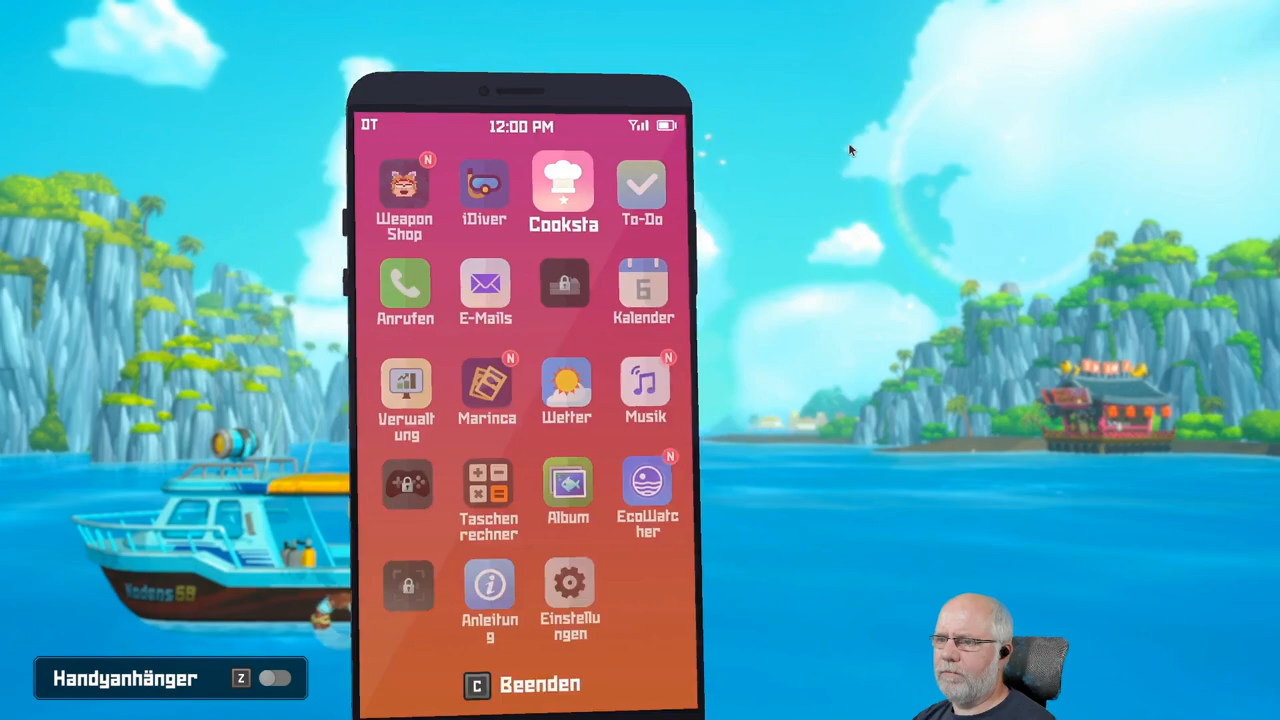 DT
12:00 PM
N
Weapon
Shop
iDiver
Cooksta
To-Do
Anrufen
E-Mails
6
Kalender
Verwalt
ung
N
Marinca
Wetter
N
Musik
Taschen
rechner
Album
N
EcoWatc
her
Anleitun
g
Einstellu
ngen
C Beenden
Handyanhänger Z